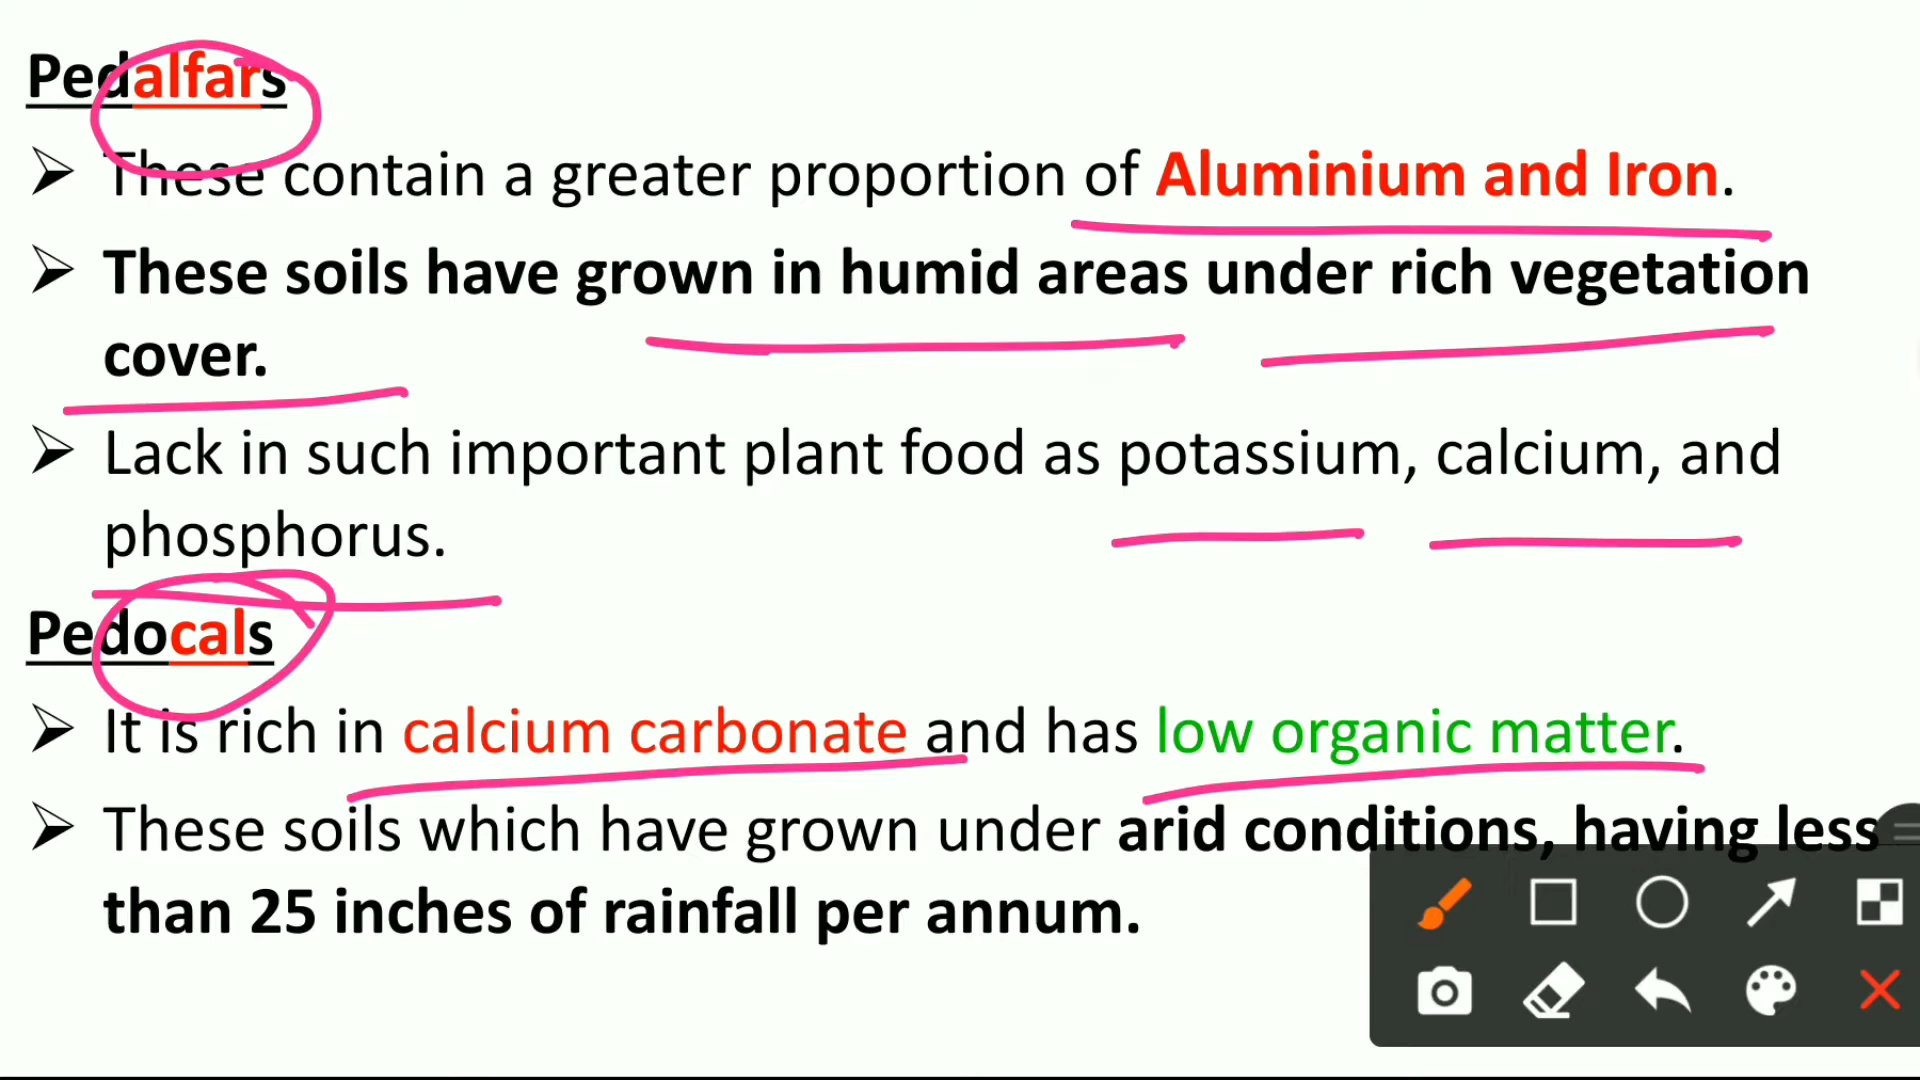 Pedalfars
➢ These contain a greater proportion of Aluminium and Iron.
➢ These soils have grown in humid areas under rich vegetation
cover.
➢ Lack in such important plant food as potassium, calcium, and
phosphorus.
Pedocals
➢ It is rich in calcium carbonate and has low organic matter.
➢ These soils which have grown under arid conditions, having less
than 25 inches of rainfall per annum.